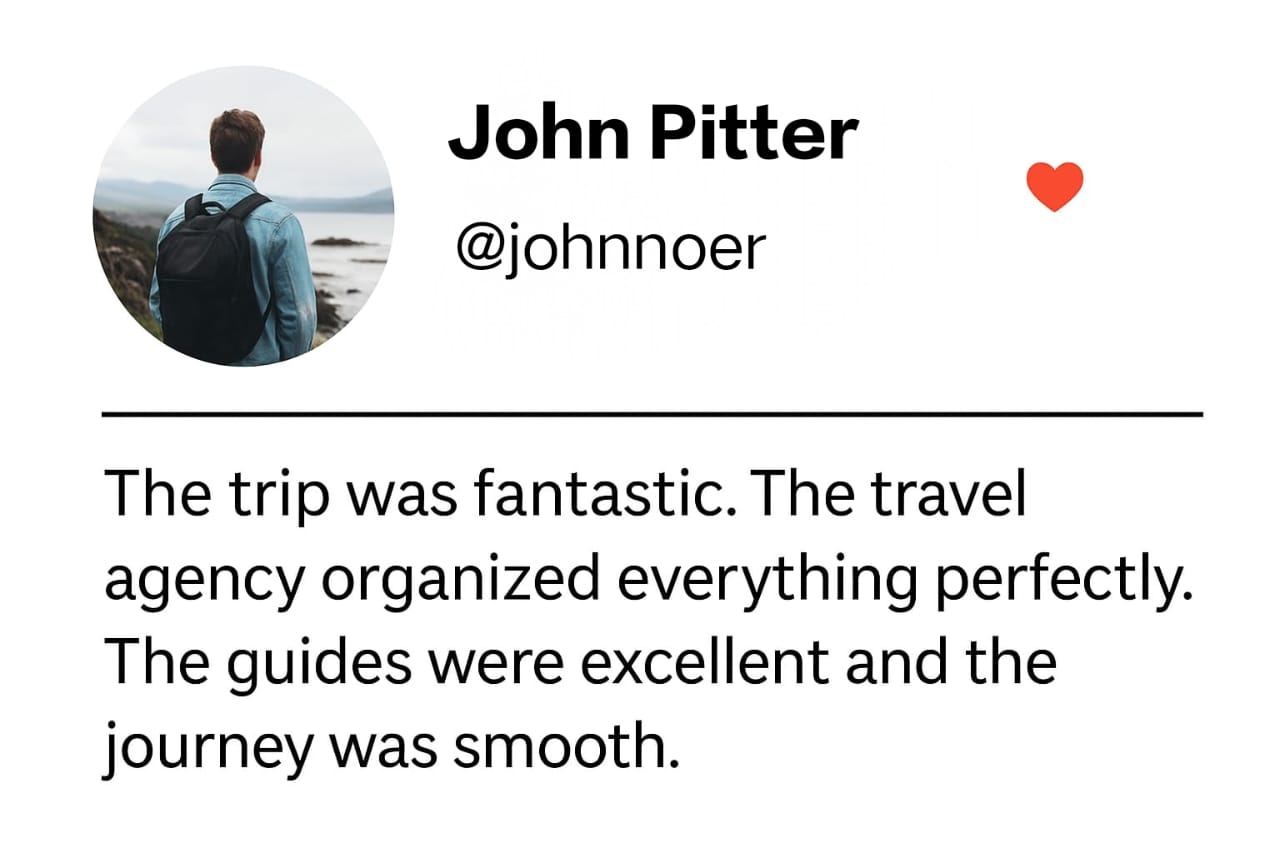 John Pitter
@johnnoer
The trip was fantastic. The travel
agency organized everything perfectly.
The guides were excellent and the
journey was smooth.